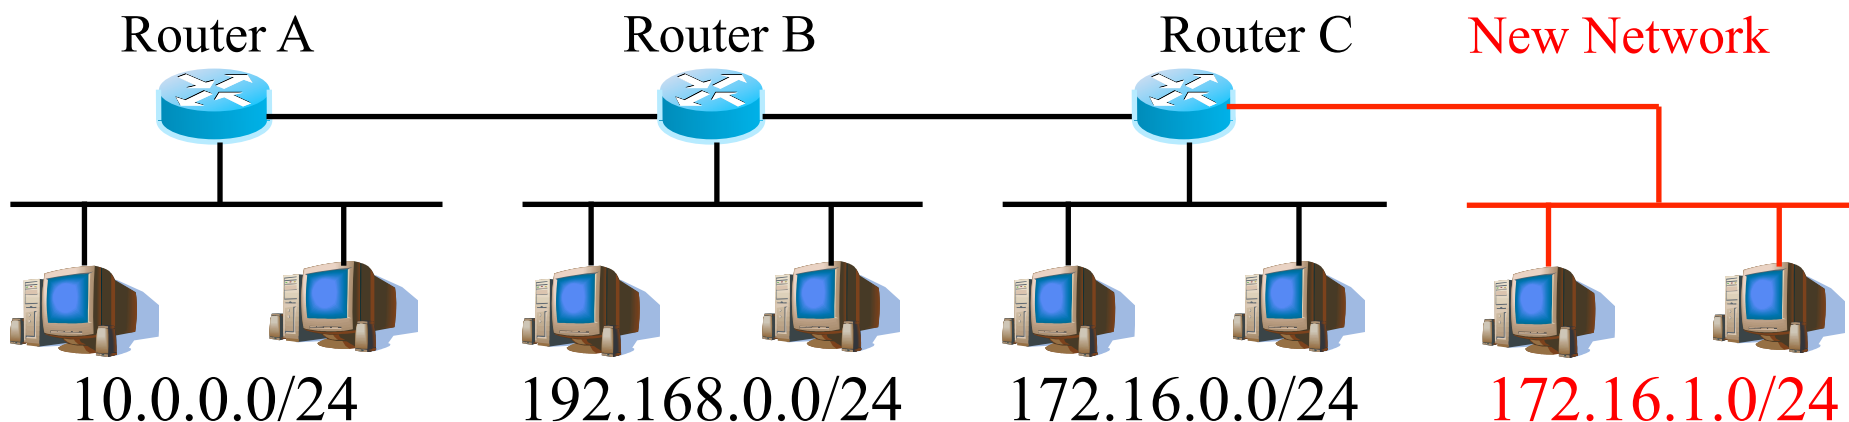 Router A
Router B
Router C
New Network
10.0.0.0/24
192.168.0.0/24
172.16.0.0/24
172.16.1.0/24